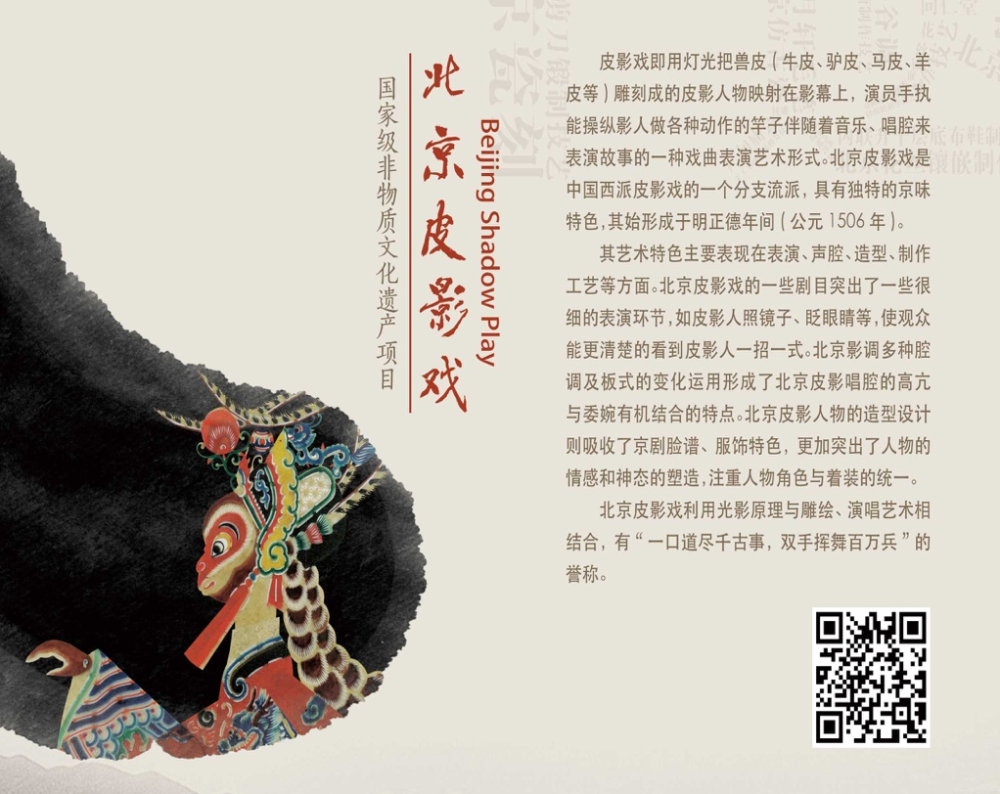 国家级非物质文化遗产项目
北京皮影戏
Beijing Shadow Play
皮影戏即用灯光把兽皮（牛皮、驴皮、马皮、羊
皮等）雕刻成的皮影人物映射在影幕上，演员手执
能操纵影人做各种动作的竿子伴随着音乐、唱腔来
表演故事的一种戏曲表演艺术形式。北京皮影戏是
中国西派皮影戏的一个分支流派，具有独特的京味
特色，其始形成于明正德年间（公元1506年）。
其艺术特色主要表现在表演、声腔、造型、制作
工艺等方面。北京皮影戏的一些剧目突出了一些很
细的表演环节，如皮影人照镜子、眨眼睛等，使观众
能更清楚的看到皮影人一招一式。北京影调多种腔
调及板式的变化运用形成了北京皮影唱腔的高亢
与委婉有机结合的特点。北京皮影人物的造型设计
则吸收了京剧脸谱、服饰特色，更加突出了人物的
情感和神态的塑造，注重人物角色与着装的统一。
北京皮影戏利用光影原理与雕绘、演唱艺术相
结合，有“一口道尽千古事，双手挥舞百万兵”的
誉称。